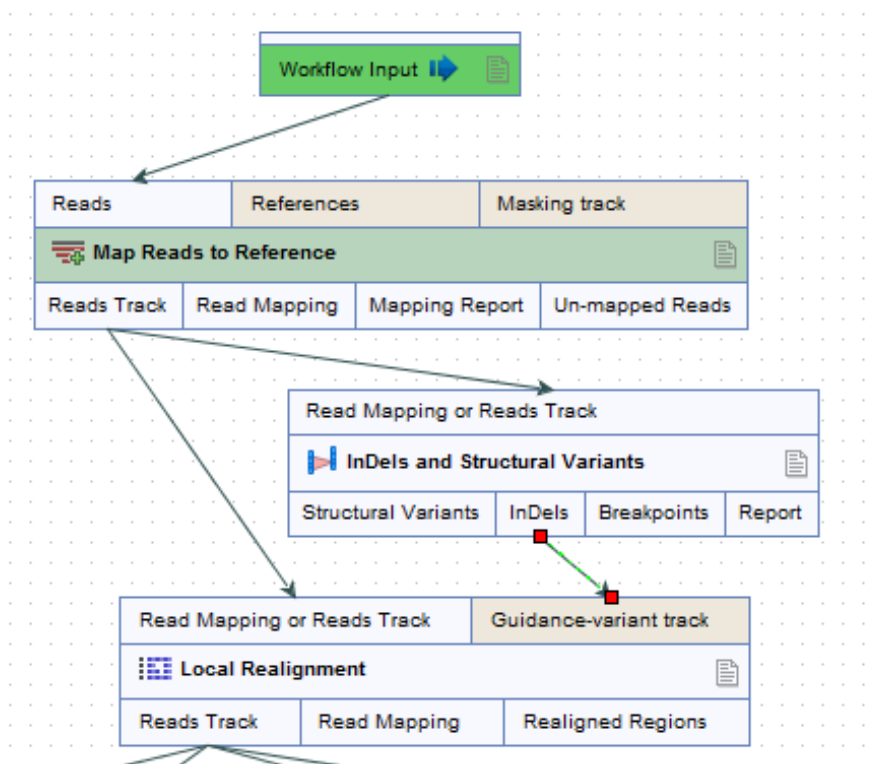 Workflow Input
Reads References Masking track
Map Reads to Reference
Reads Track Read Mapping Mapping Report Un-mapped Reads
Read Mapping or Reads Track
InDels and Structural Variants
Structural Variants InDels Breakpoints Report
Read Mapping or Reads Track Guidance-variant track
Local Realignment
Reads Track Read Mapping Realigned Regions